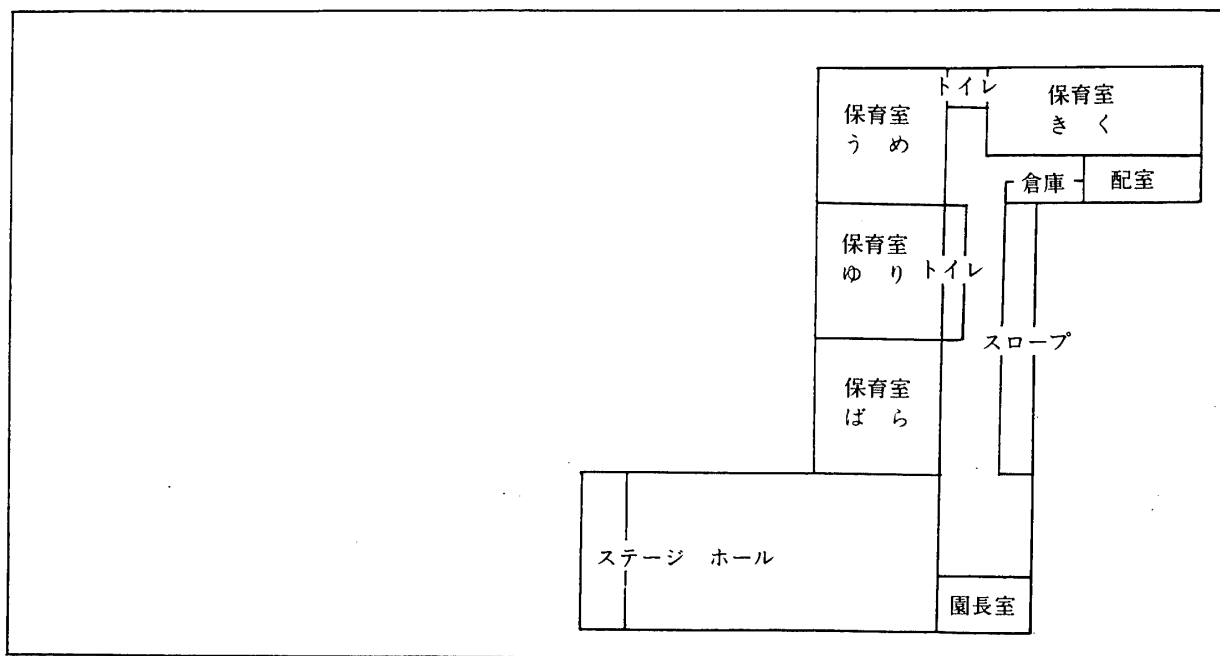 トイレ
保育室
き く
保育室
う め
倉庫
配室
保育室
ゆ り
トイレ
スロープ
保育室
ば ら
ステージ ホール
園長室